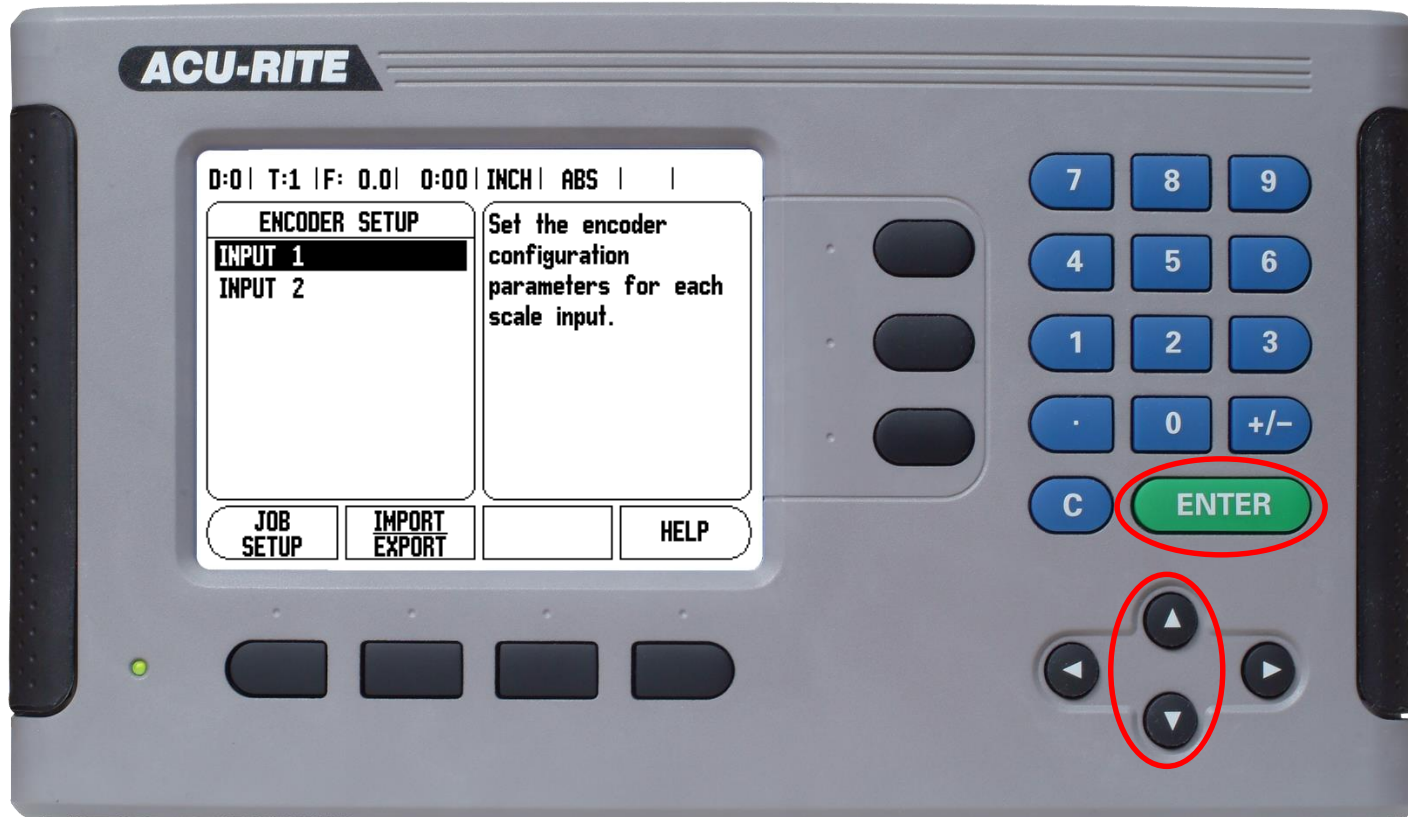 ACU-RITE
D:0 | T:1 | F: 0.0 | 0:00 | INCH | ABS | |
ENCODER SETUP
INPUT 1
INPUT 2
Set the encoder
configuration
parameters for each
scale input.
JOB
SETUP
IMPORT
EXPORT
HELP
7 8 9
4 5 6
1 2 3
. 0 +/−
C ENTER